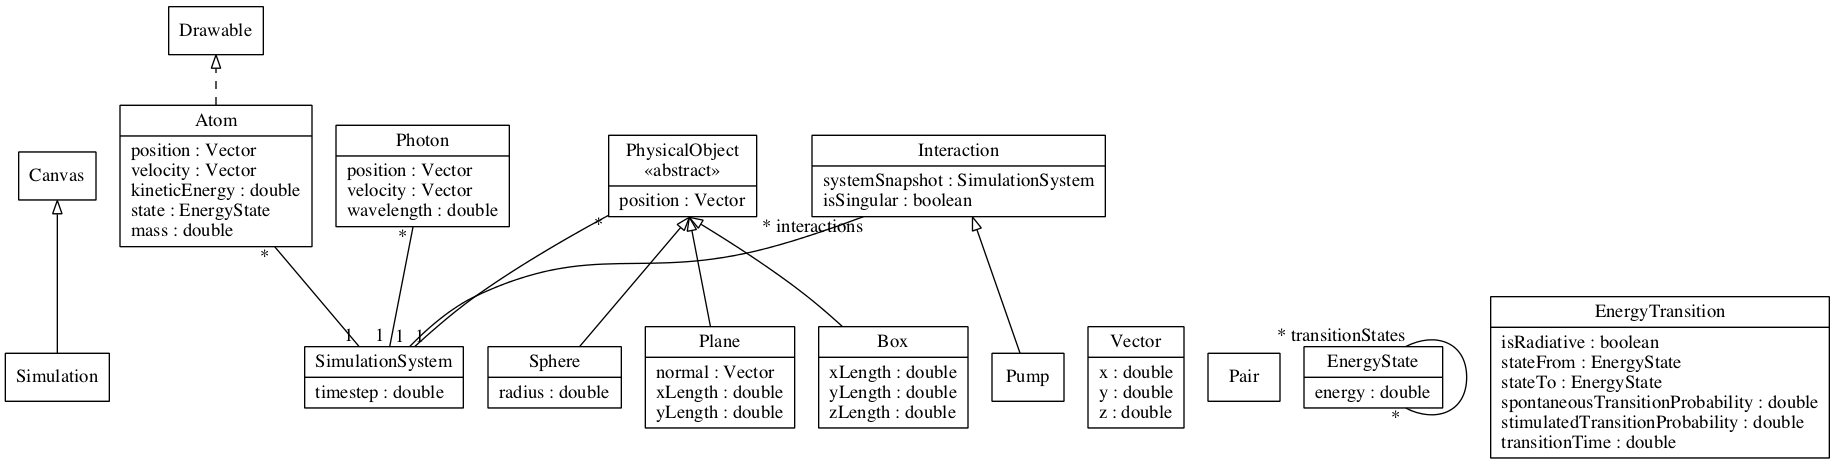 Drawable
Canvas
Simulation
Atom
position : Vector
velocity : Vector
kineticEnergy : double
state : EnergyState
mass : double
*
Photon
position : Vector
velocity : Vector
wavelength : double
*
PhysicalObject
«abstract»
position : Vector
*
Interaction
systemSnapshot : SimulationSystem
isSingular : boolean
* interactions
1
1
1
1
SimulationSystem
timestep : double
Sphere
radius : double
Plane
normal : Vector
xLength : double
yLength : double
Box
xLength : double
yLength : double
zLength : double
Pump
Vector
x : double
y : double
z : double
Pair
* transitionStates
EnergyState
energy : double
*
EnergyTransition
isRadiative : boolean
stateFrom : EnergyState
stateTo : EnergyState
spontaneousTransitionProbability : double
stimulatedTransitionProbability : double
transitionTime : double